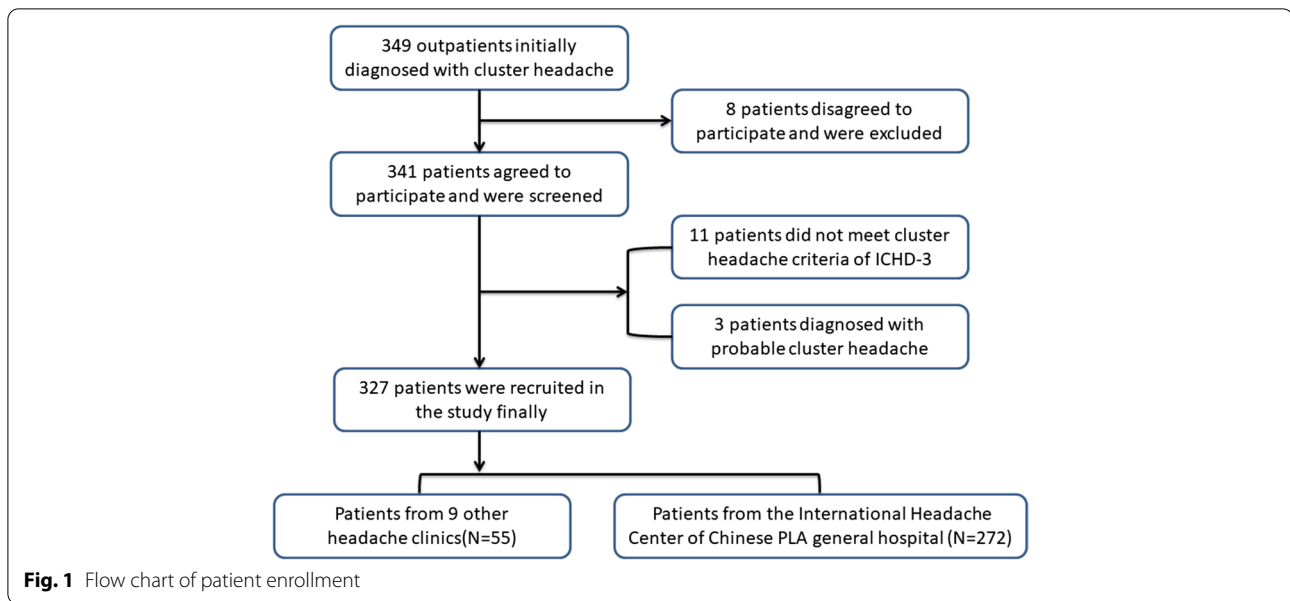 349 outpatients initially
diagnosed with cluster headache
8 patients disagreed to
participate and were excluded
341 patients agreed to
participate and were screened
11 patients did not meet cluster
headache criteria of ICHD-3
3 patients diagnosed with
probable cluster headache
327 patients were recruited in
the study finally
Patients from 9 other
headache clinics(N=55)
Patients from the International Headache
Center of Chinese PLA general hospital (N=272)
Fig. 1 Flow chart of patient enrollment